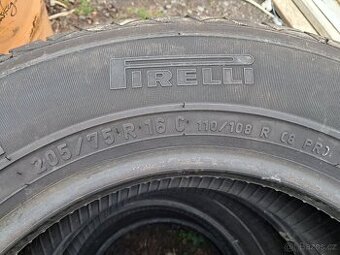 PIRELLI
205/75 R 16 C 110/108 R (8 PR)
Bazos.cz